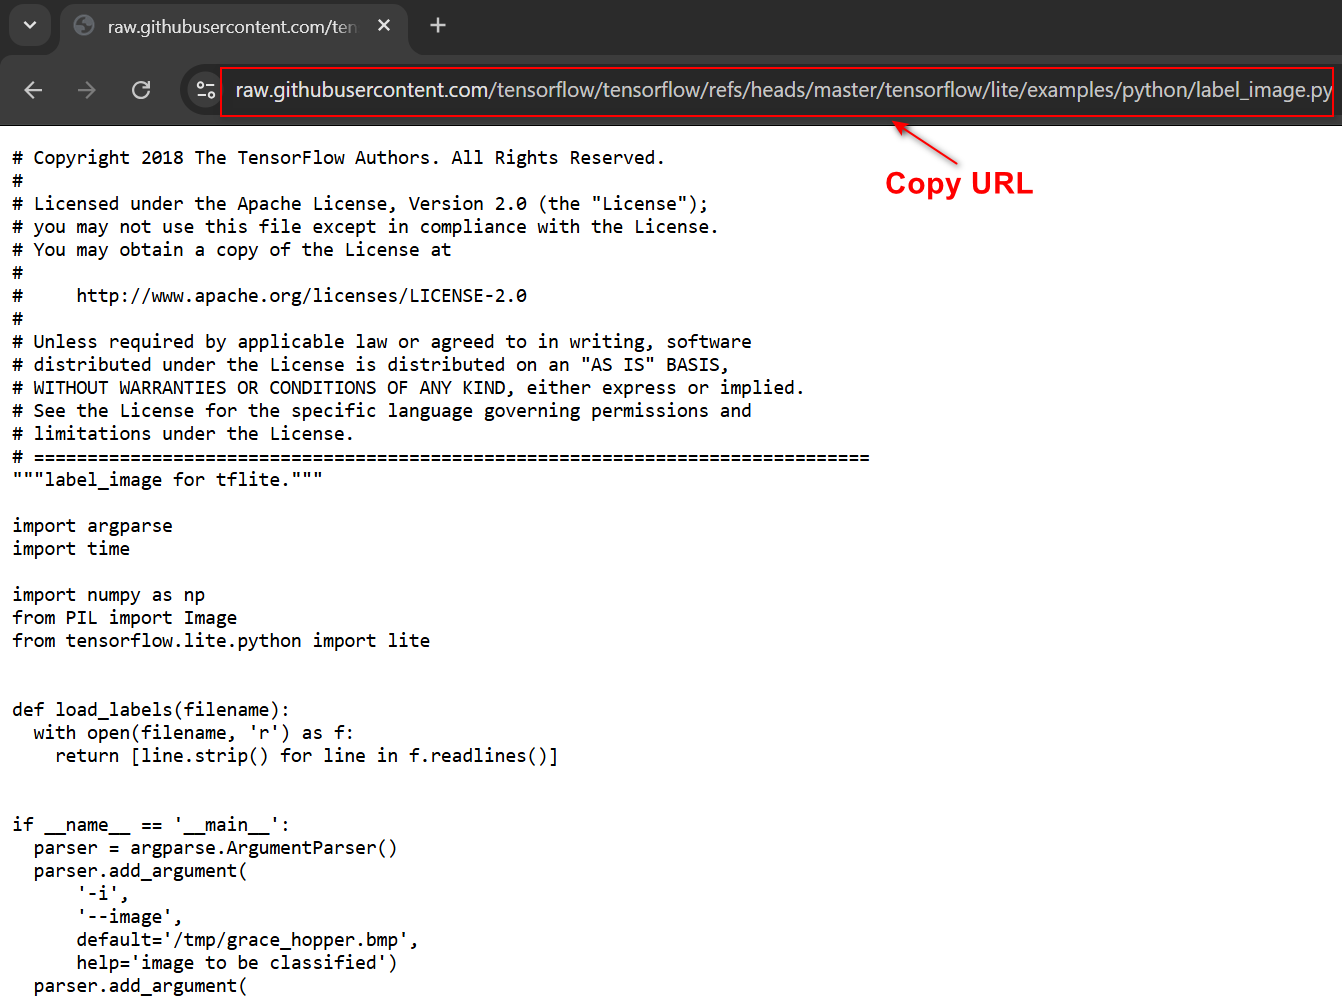 raw.githubusercontent.com/ten
raw.githubusercontent.com/tensorflow/tensorflow/refs/heads/master/tensorflow/lite/examples/python/label_image.py
Copy URL
# Copyright 2018 The TensorFlow Authors. All Rights Reserved.
#
# Licensed under the Apache License, Version 2.0 (the "License");
# you may not use this file except in compliance with the License.
# You may obtain a copy of the License at
#
#     http://www.apache.org/licenses/LICENSE-2.0
#
# Unless required by applicable law or agreed to in writing, software
# distributed under the License is distributed on an "AS IS" BASIS,
# WITHOUT WARRANTIES OR CONDITIONS OF ANY KIND, either express or implied.
# See the License for the specific language governing permissions and
# limitations under the License.
# ==============================================================================
"""label_image for tflite."""

import argparse
import time

import numpy as np
from PIL import Image
from tensorflow.lite.python import lite


def load_labels(filename):
  with open(filename, 'r') as f:
    return [line.strip() for line in f.readlines()]


if __name__ == '__main__':
  parser = argparse.ArgumentParser()
  parser.add_argument(
      '-i',
      '--image',
      default='/tmp/grace_hopper.bmp',
      help='image to be classified')
  parser.add_argument(